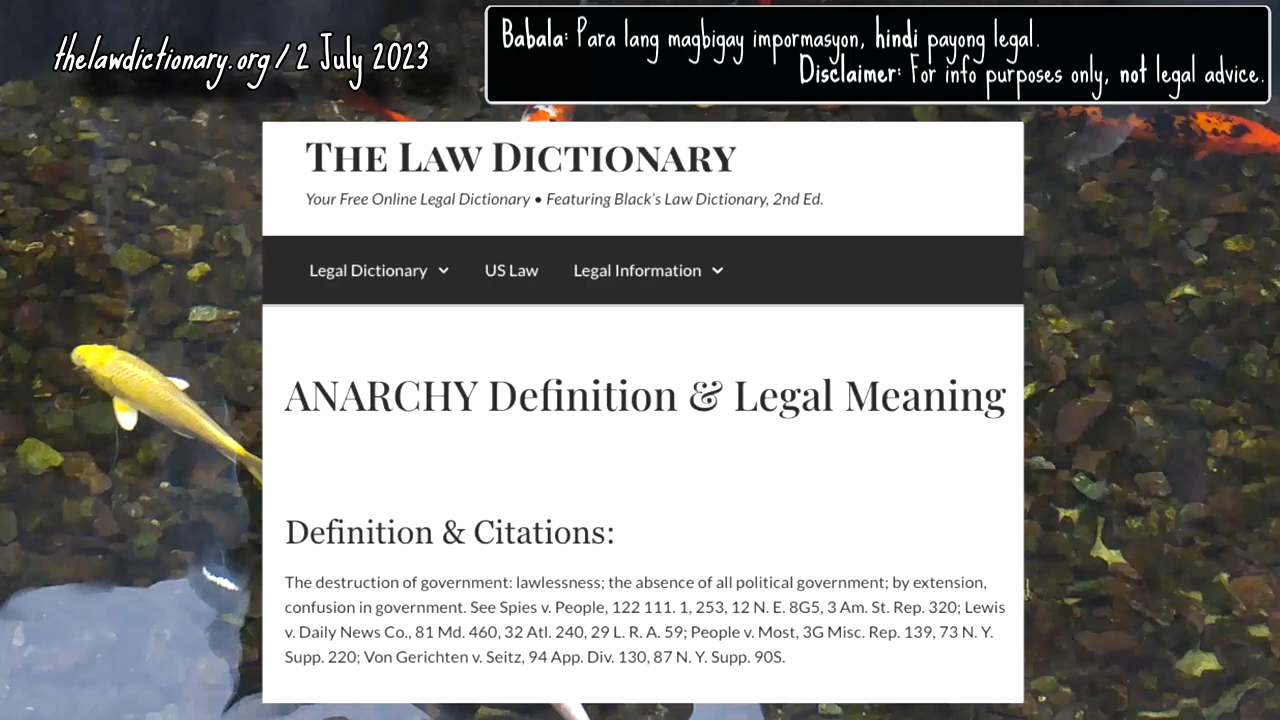 thelawdictionary.org / 2 July 2023
Babala: Para lang magbigay impormasyon, hindi payong legal.
Disclaimer: For info purposes only, not legal advice.
THE LAW DICTIONARY
Your Free Online Legal Dictionary • Featuring Black's Law Dictionary, 2nd Ed.
Legal Dictionary US Law Legal Information
ANARCHY Definition & Legal Meaning
Definition & Citations:
The destruction of government: lawlessness; the absence of all political government; by extension,
confusion in government. See Spies v. People, 122 111. 1, 253, 12 N. E. 8G5, 3 Am. St. Rep. 320; Lewis
v. Daily News Co., 81 Md. 460, 32 Atl. 240, 29 L. R. A. 59; People v. Most, 3G Misc. Rep. 139, 73 N. Y.
Supp. 220; Von Gerichten v. Seitz, 94 App. Div. 130, 87 N. Y. Supp. 90S.